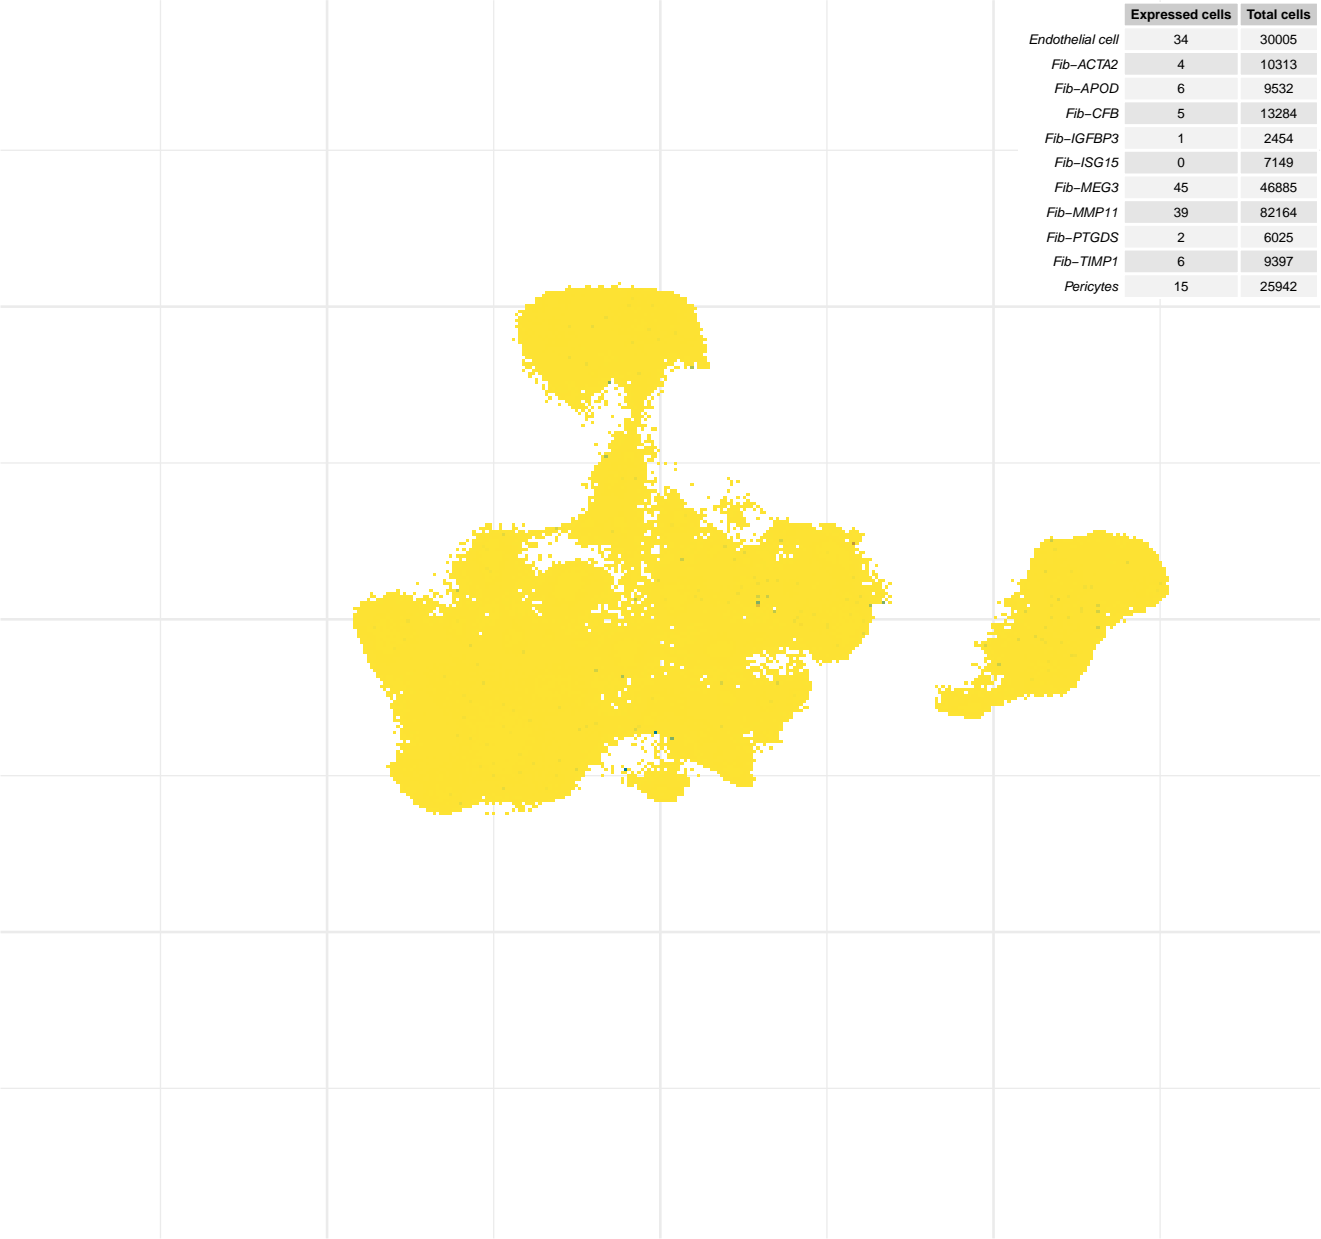 Expressed cells Total cells
Endothelial cell 34 30005
Fib−ACTA2 4 10313
Fib−APOD 6 9532
Fib−CFB 5 13284
Fib−IGFBP3 1 2454
Fib−ISG15 0 7149
Fib−MEG3 45 46885
Fib−MMP11 39 82164
Fib−PTGDS 2 6025
Fib−TIMP1 6 9397
Pericytes 15 25942